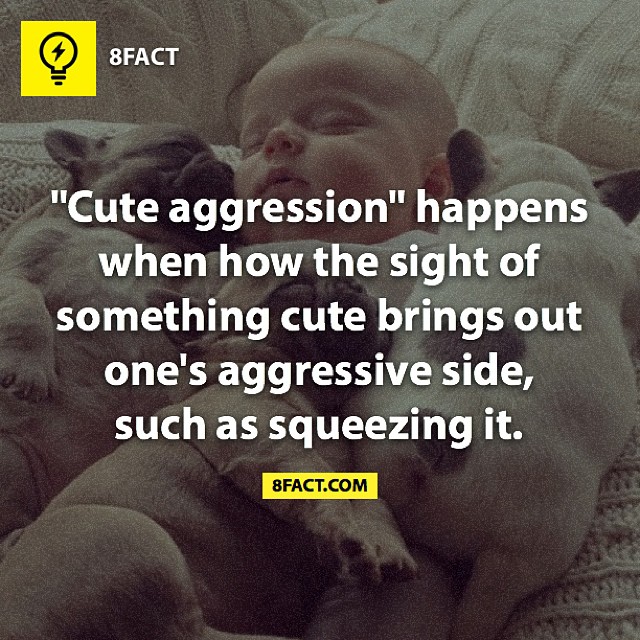 8FACT
"Cute aggression" happens
when how the sight of
something cute brings out
one's aggressive side,
such as squeezing it.
8FACT.COM